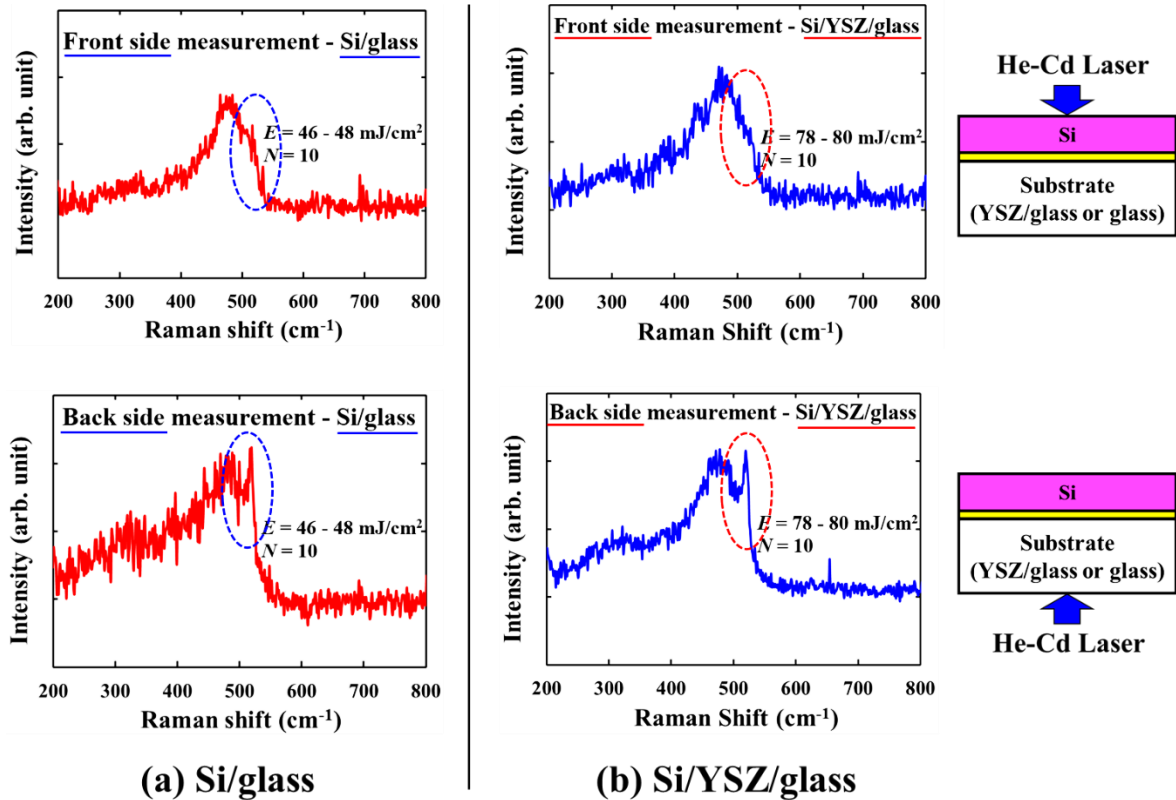 Front side measurement - Si/glass
E = 46 - 48 mJ/cm²
N = 10
Intensity (arb. unit)
200 300 400 500 600 700 800
Raman shift (cm⁻¹)
Front side measurement - Si/YSZ/glass
E = 78 - 80 mJ/cm²
N = 10
Intensity (arb. unit)
200 300 400 500 600 700 800
Raman Shift (cm⁻¹)
He-Cd Laser
Si
Substrate
(YSZ/glass or glass)
Back side measurement - Si/glass
E = 46 - 48 mJ/cm²
N = 10
Intensity (arb. unit)
200 300 400 500 600 700 800
Raman shift (cm⁻¹)
Back side measurement - Si/YSZ/glass
E = 78 - 80 mJ/cm²
N = 10
Intensity (arb. unit)
200 300 400 500 600 700 800
Raman Shift (cm⁻¹)
Si
Substrate
(YSZ/glass or glass)
He-Cd Laser
(a) Si/glass
(b) Si/YSZ/glass